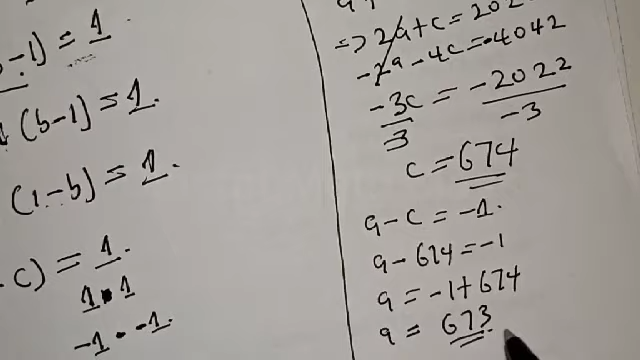 -1) = 1.
(b-1) = 1.
(1-b) = 1.
-c) = 1.
1·1
-1·-1.
=> 2a+c = 202
-2a-4c = -4042
-3c = -2022
3 -3
c = 674
a-c = -1.
a-674 = -1
a = -1+674
a = 673.